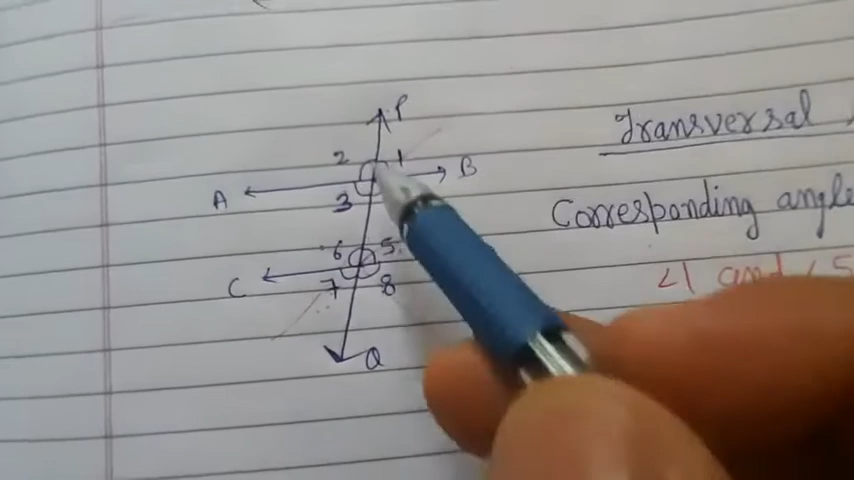 P
Transversal
2 1 B
A 3
Corresponding angle
6 5
C 7 8
∠1 and ∠5
Q